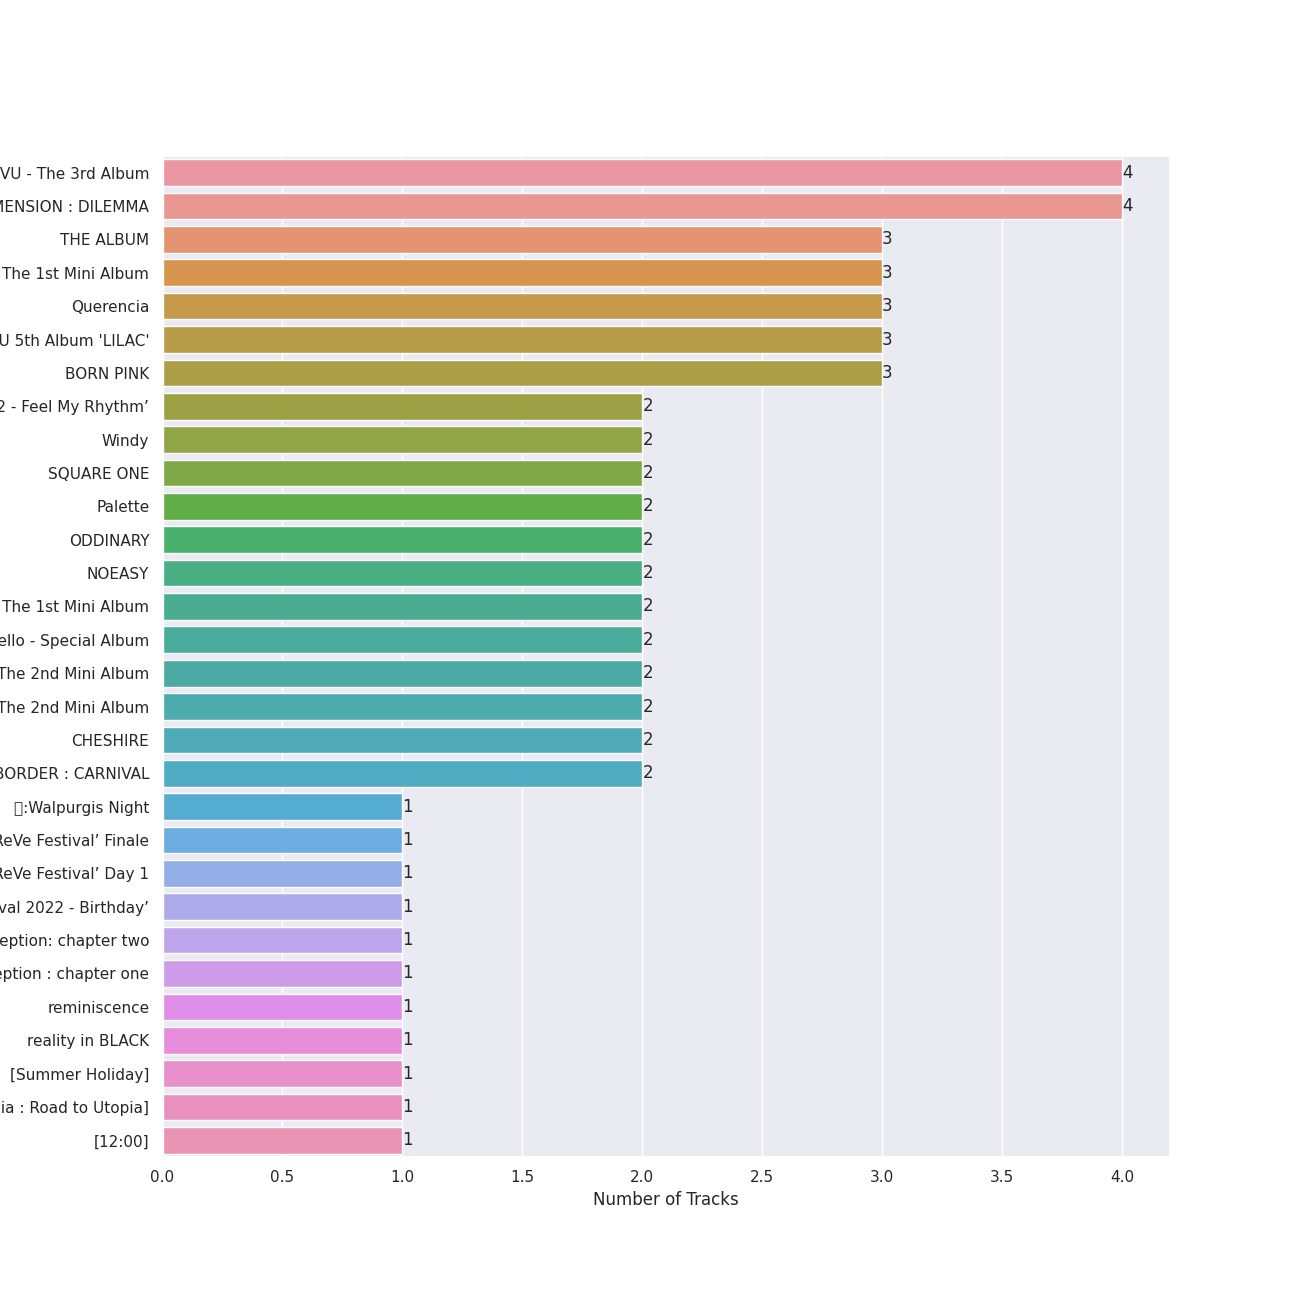 VU - The 3rd Album 4
MENSION : DILEMMA 4
THE ALBUM 3
The 1st Mini Album 3
Querencia 3
U 5th Album 'LILAC' 3
BORN PINK 3
2 - Feel My Rhythm’ 2
Windy 2
SQUARE ONE 2
Palette 2
ODDINARY 2
NOEASY 2
The 1st Mini Album 2
ello - Special Album 2
The 2nd Mini Album 2
The 2nd Mini Album 2
CHESHIRE 2
BORDER : CARNIVAL 2
:Walpurgis Night 1
ReVe Festival’ Finale 1
ReVe Festival’ Day 1 1
val 2022 - Birthday’ 1
eption: chapter two 1
eption : chapter one 1
reminiscence 1
reality in BLACK 1
[Summer Holiday] 1
ia : Road to Utopia] 1
[12:00] 1
0.0 0.5 1.0 1.5 2.0 2.5 3.0 3.5 4.0
Number of Tracks